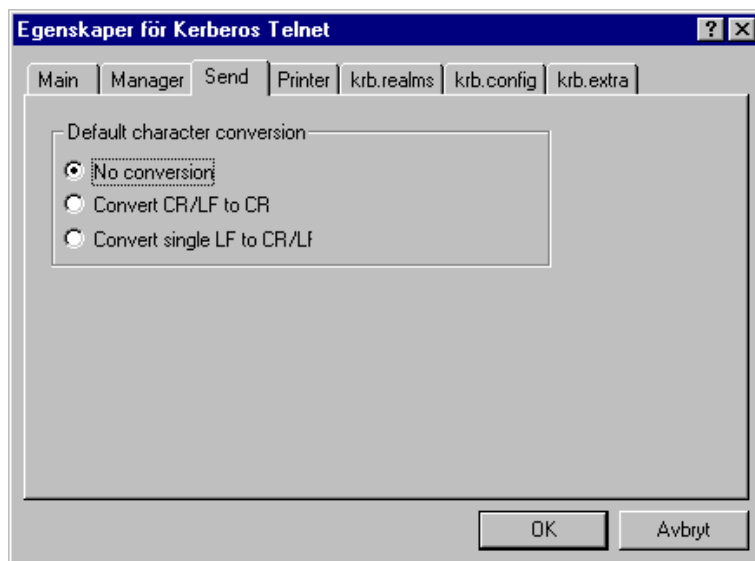 Egenskaper för Kerberos Telnet
Main Manager Send Printer krb.realms krb.config krb.extra
Default character conversion
No conversion
Convert CR/LF to CR
Convert single LF to CR/LF
OK Avbryt